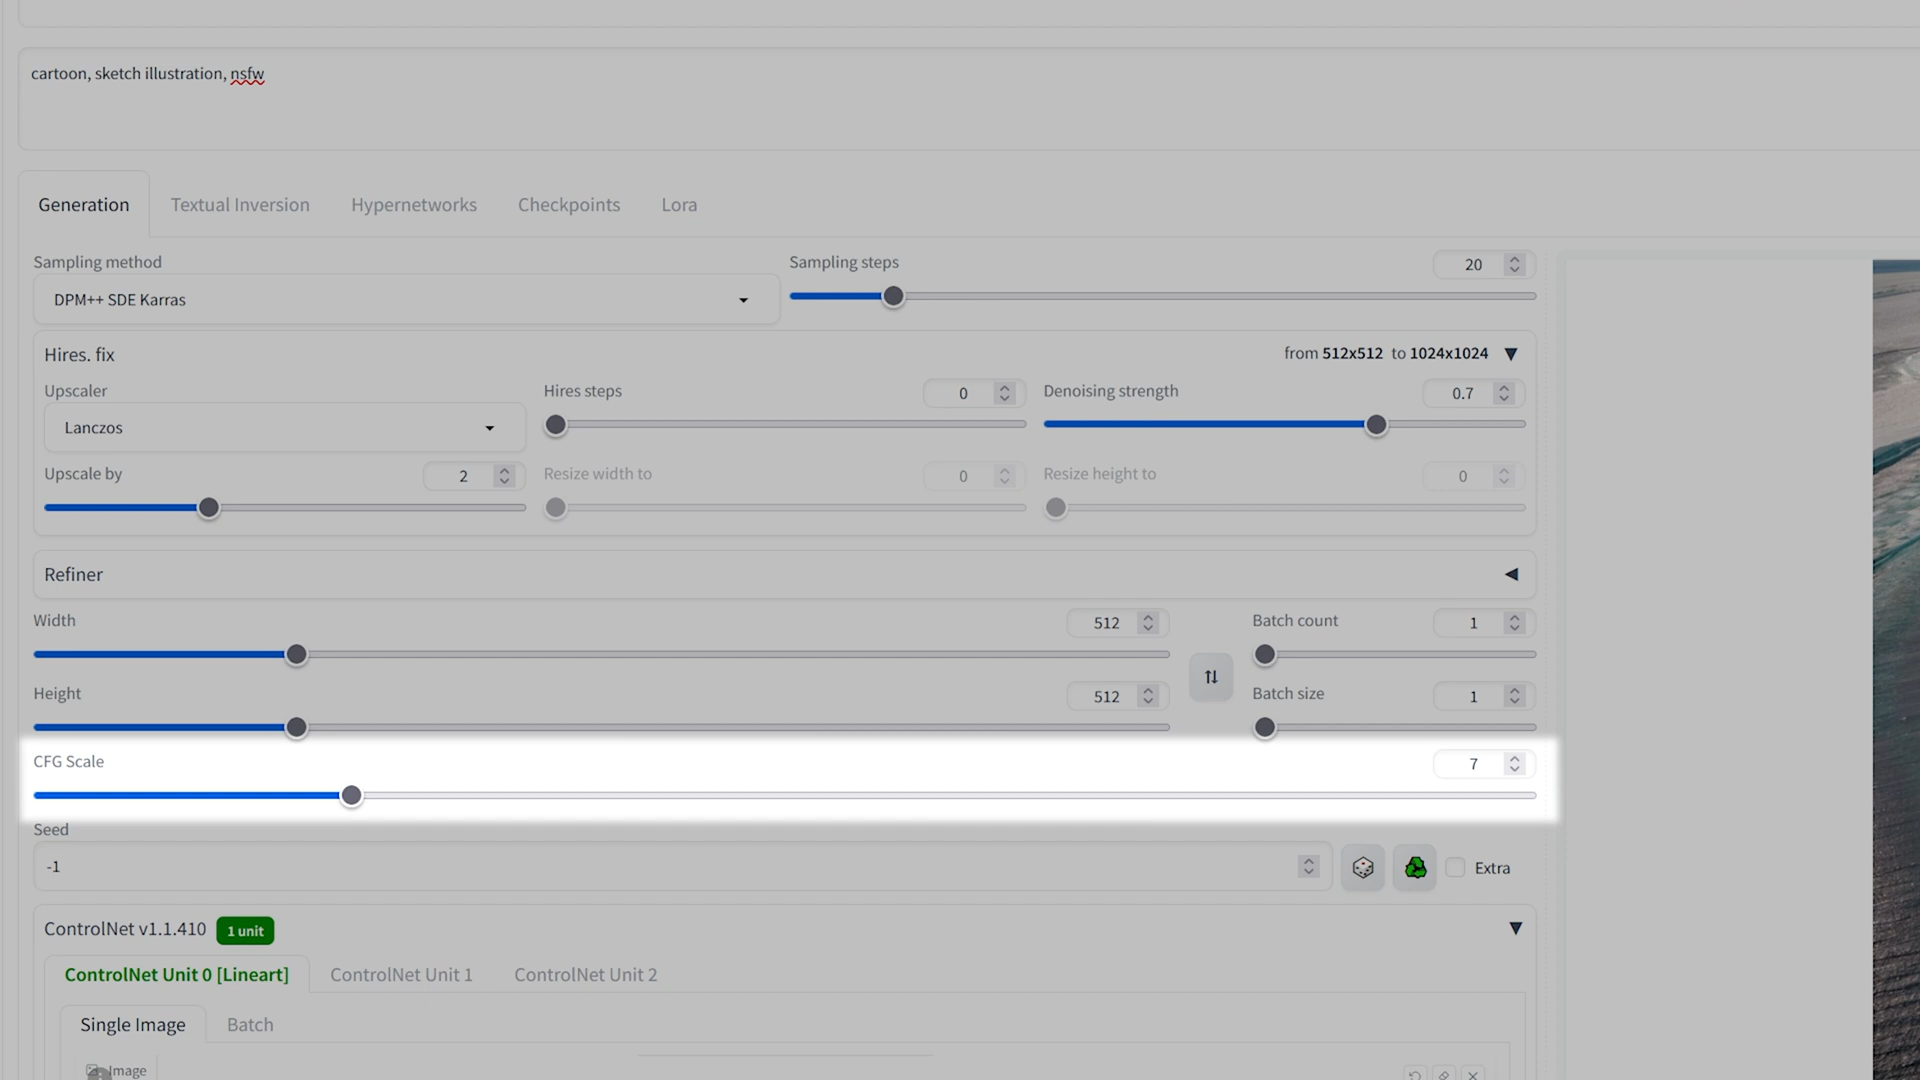 cartoon, sketch illustration, nsfw
Generation Textual Inversion Hypernetworks Checkpoints Lora
Sampling method Sampling steps 20
DPM++ SDE Karras
Hires. fix from 512x512 to 1024x1024
Upscaler Hires steps 0 Denoising strength 0.7
Lanczos
Upscale by 2 Resize width to 0 Resize height to 0
Refiner
Width 512 Batch count 1
Height 512 Batch size 1
CFG Scale 7
Seed
-1 Extra
ControlNet v1.1.410 1 unit
ControlNet Unit 0 [Lineart] ControlNet Unit 1 ControlNet Unit 2
Single Image Batch
Image